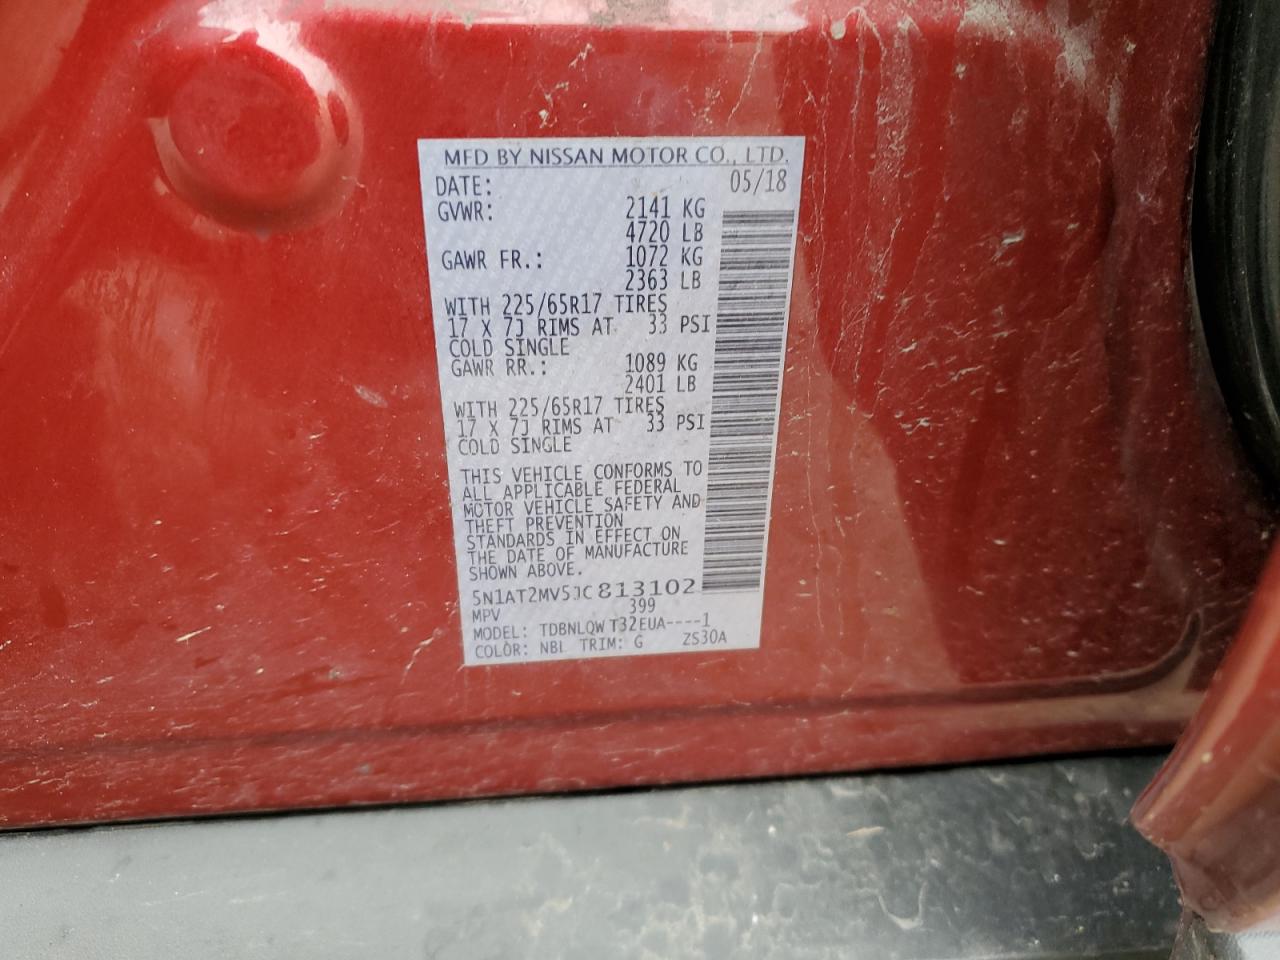 MFD BY NISSAN MOTOR CO., LTD.
DATE: 05/18
GVWR: 2141 KG
4720 LB
GAWR FR.: 1072 KG
2363 LB
WITH 225/65R17 TIRES
17 X 7J RIMS AT 33 PSI
COLD SINGLE
GAWR RR.: 1089 KG
2401 LB
WITH 225/65R17 TIRES
17 X 7J RIMS AT 33 PSI
COLD SINGLE
THIS VEHICLE CONFORMS TO
ALL APPLICABLE FEDERAL
MOTOR VEHICLE SAFETY AND
THEFT PREVENTION
STANDARDS IN EFFECT ON
THE DATE OF MANUFACTURE
SHOWN ABOVE.
5N1AT2MV5JC813102
MPV 399
MODEL: TDBNLQW T32EUA----1
COLOR: NBL TRIM: G ZS30A